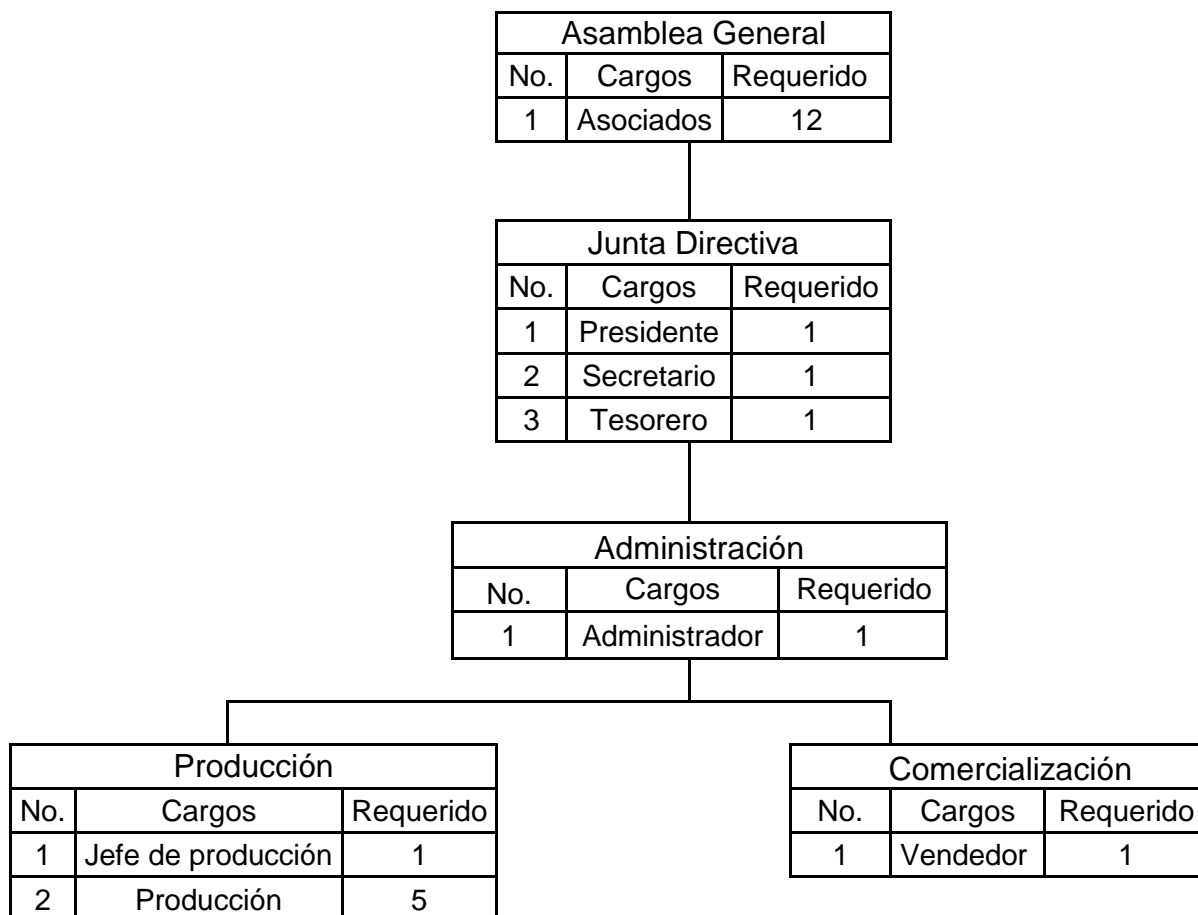 Asamblea General
No. Cargos Requerido
1 Asociados 12
Junta Directiva
No. Cargos Requerido
1 Presidente 1
2 Secretario 1
3 Tesorero 1
Administración
No. Cargos Requerido
1 Administrador 1
Producción
No. Cargos Requerido
1 Jefe de producción 1
2 Producción 5
Comercialización
No. Cargos Requerido
1 Vendedor 1